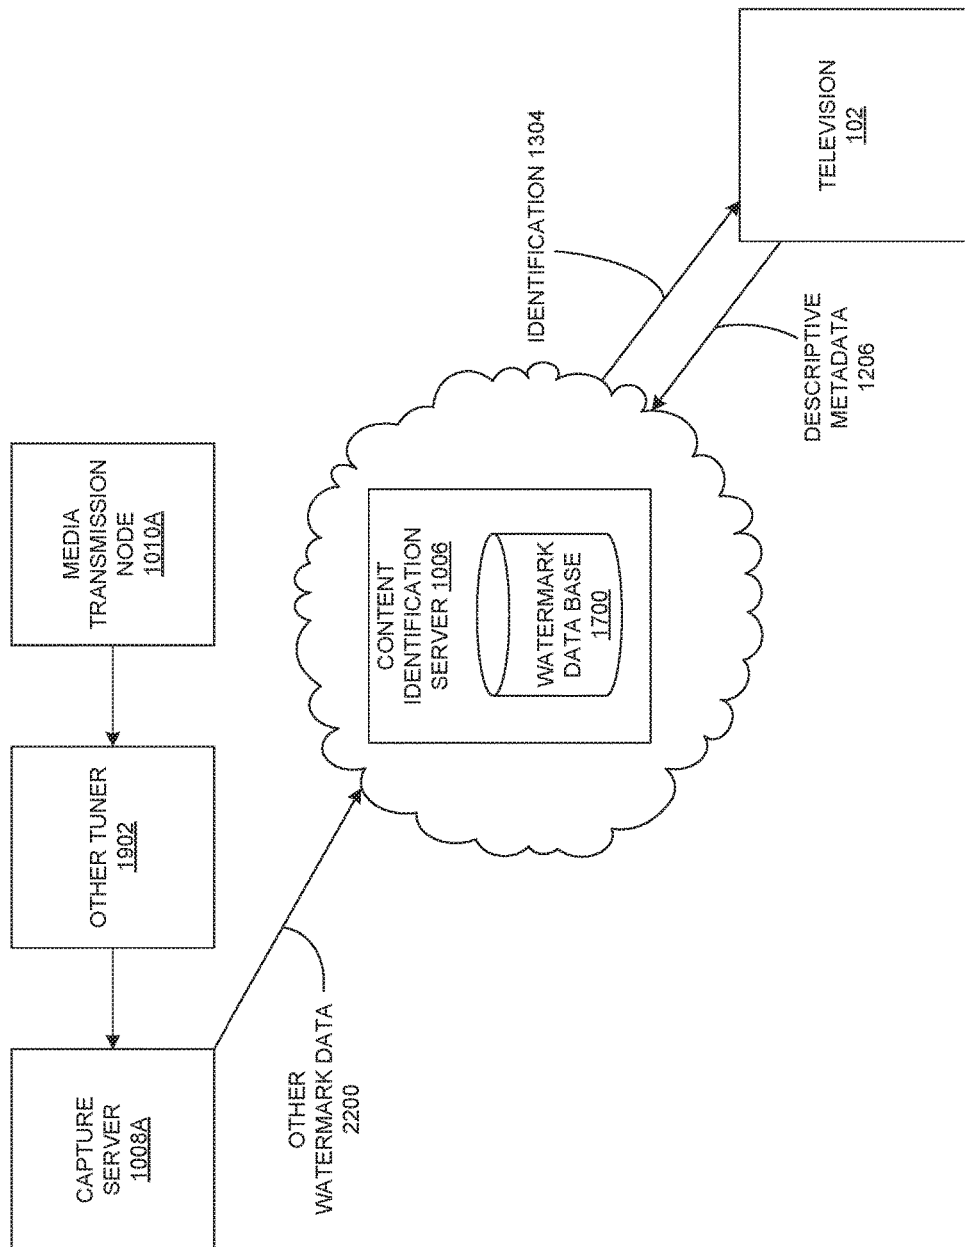 CAPTURE
SERVER
1008A
OTHER TUNER
1902
MEDIA
TRANSMISSION
NODE
1010A
OTHER
WATERMARK DATA
2200
CONTENT
IDENTIFICATION
SERVER 1006
WATERMARK
DATA BASE
1700
IDENTIFICATION 1304
DESCRIPTIVE
METADATA
1206
TELEVISION
102